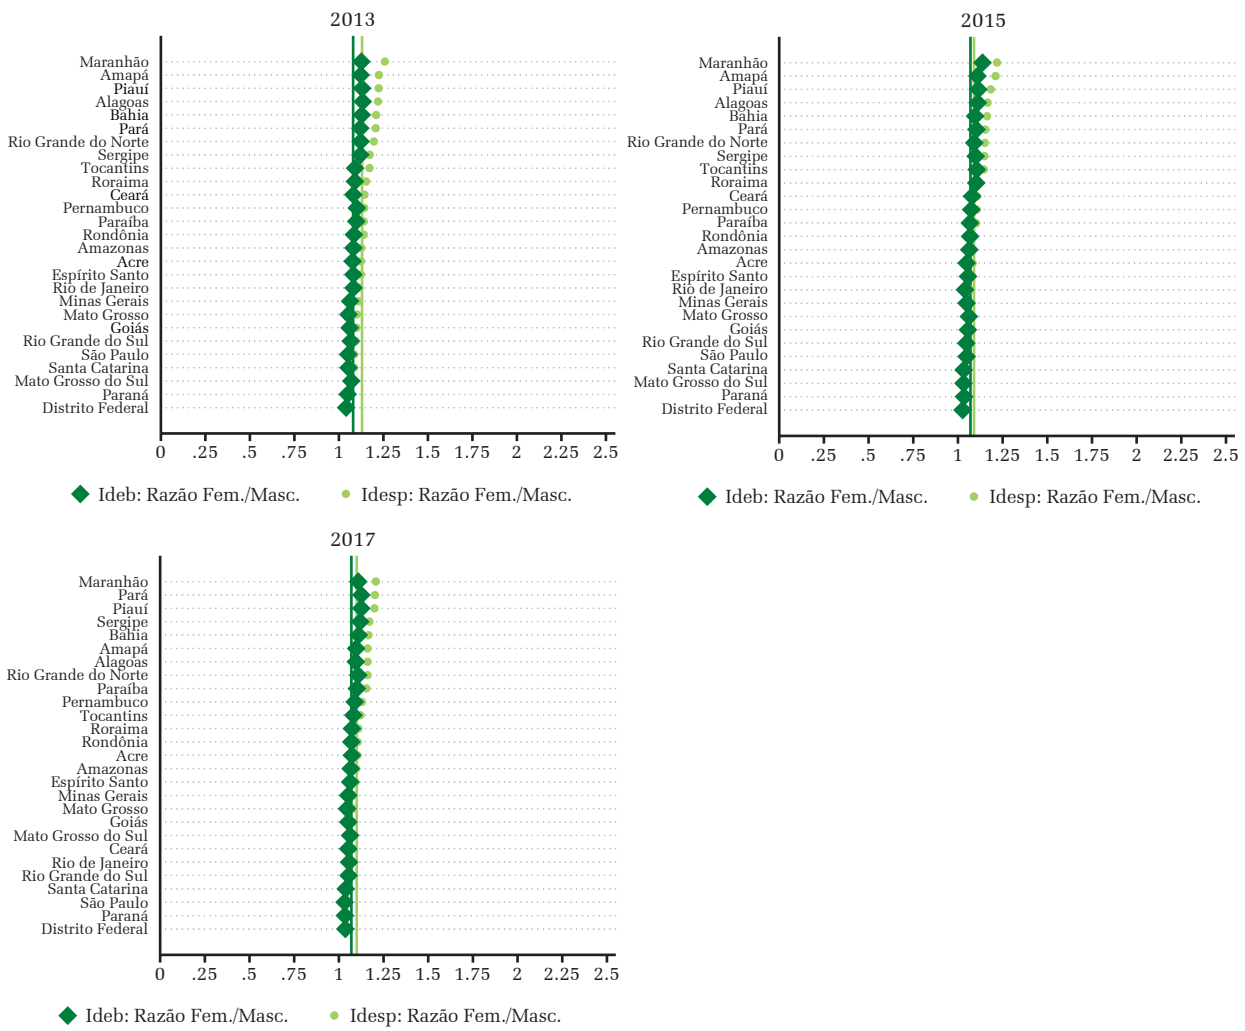 2013
Maranhão
Amapá
Piauí
Alagoas
Bahia
Pará
Rio Grande do Norte
Sergipe
Tocantins
Roraima
Ceará
Pernambuco
Paraíba
Rondônia
Amazonas
Acre
Espírito Santo
Rio de Janeiro
Minas Gerais
Mato Grosso
Goiás
Rio Grande do Sul
São Paulo
Santa Catarina
Mato Grosso do Sul
Paraná
Distrito Federal
0 .25 .5 .75 1 1.25 1.5 1.75 2 2.25 2.5
Ideb: Razão Fem./Masc. Idesp: Razão Fem./Masc.
2015
Maranhão
Amapá
Piauí
Alagoas
Bahia
Pará
Rio Grande do Norte
Sergipe
Tocantins
Roraima
Ceará
Pernambuco
Paraíba
Rondônia
Amazonas
Acre
Espírito Santo
Rio de Janeiro
Minas Gerais
Mato Grosso
Goiás
Rio Grande do Sul
São Paulo
Santa Catarina
Mato Grosso do Sul
Paraná
Distrito Federal
0 .25 .5 .75 1 1.25 1.5 1.75 2 2.25 2.5
Ideb: Razão Fem./Masc. Idesp: Razão Fem./Masc.
2017
Maranhão
Pará
Piauí
Sergipe
Bahia
Amapá
Alagoas
Rio Grande do Norte
Paraíba
Pernambuco
Tocantins
Roraima
Rondônia
Acre
Amazonas
Espírito Santo
Minas Gerais
Mato Grosso
Goiás
Mato Grosso do Sul
Ceará
Rio de Janeiro
Rio Grande do Sul
Santa Catarina
São Paulo
Paraná
Distrito Federal
0 .25 .5 .75 1 1.25 1.5 1.75 2 2.25 2.5
Ideb: Razão Fem./Masc. Idesp: Razão Fem./Masc.